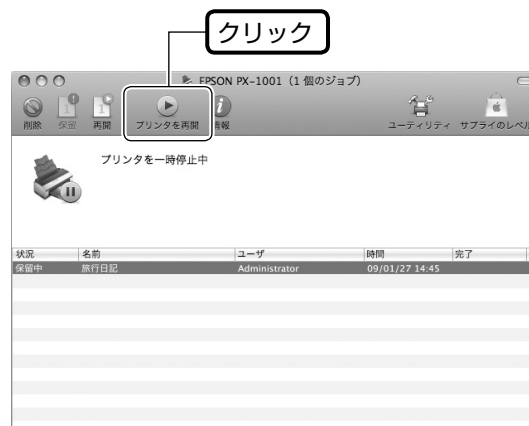 クリック
EPSON PX-1001（1 個のジョブ）
削除 保留 再開 プリンタを再開 情報 ユーティリティ サプライのレベル
プリンタを一時停止中
状況 名前 ユーザ 時間 完了
保留中 旅行日記 Administrator 09/01/27 14:45